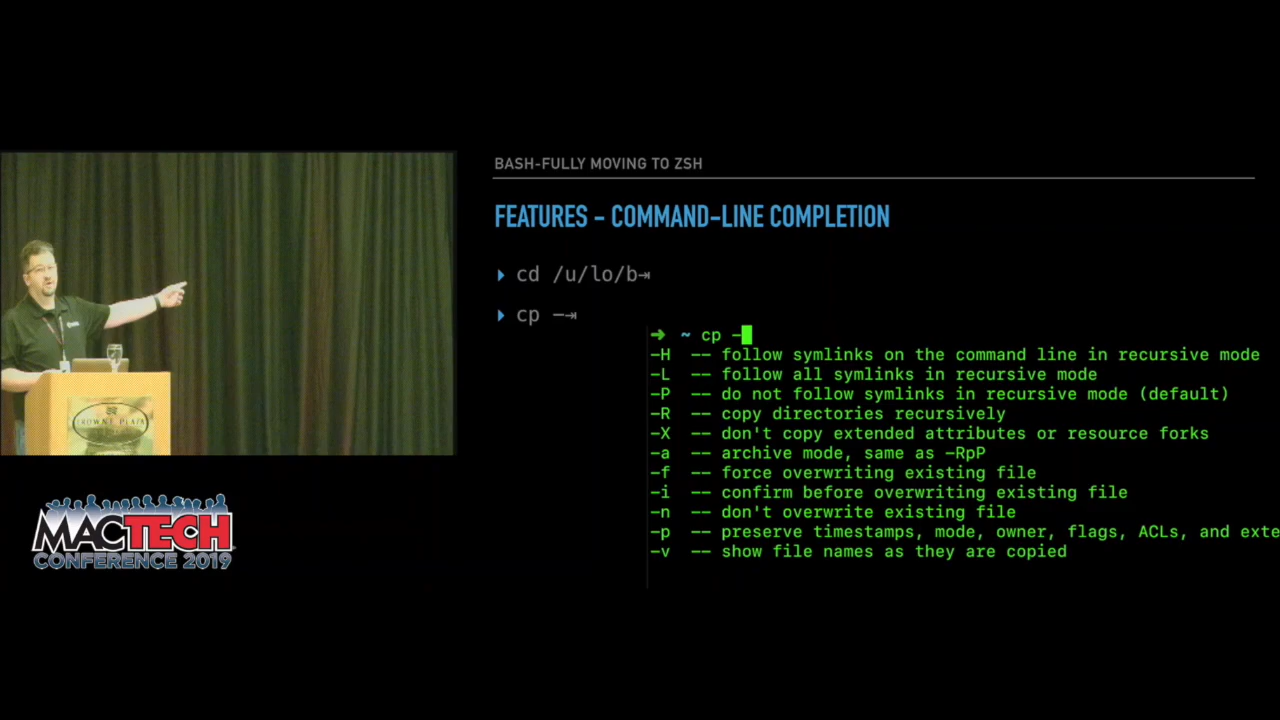 BASH-FULLY MOVING TO ZSH
FEATURES - COMMAND-LINE COMPLETION
cd /u/lo/b⇥
cp -⇥
➜ ~ cp -
-H -- follow symlinks on the command line in recursive mode
-L -- follow all symlinks in recursive mode
-P -- do not follow symlinks in recursive mode (default)
-R -- copy directories recursively
-X -- don't copy extended attributes or resource forks
-a -- archive mode, same as -RpP
-f -- force overwriting existing file
-i -- confirm before overwriting existing file
-n -- don't overwrite existing file
-p -- preserve timestamps, mode, owner, flags, ACLs, and exte
-v -- show file names as they are copied
CROWNE PLAZA
MACTECH
CONFERENCE 2019